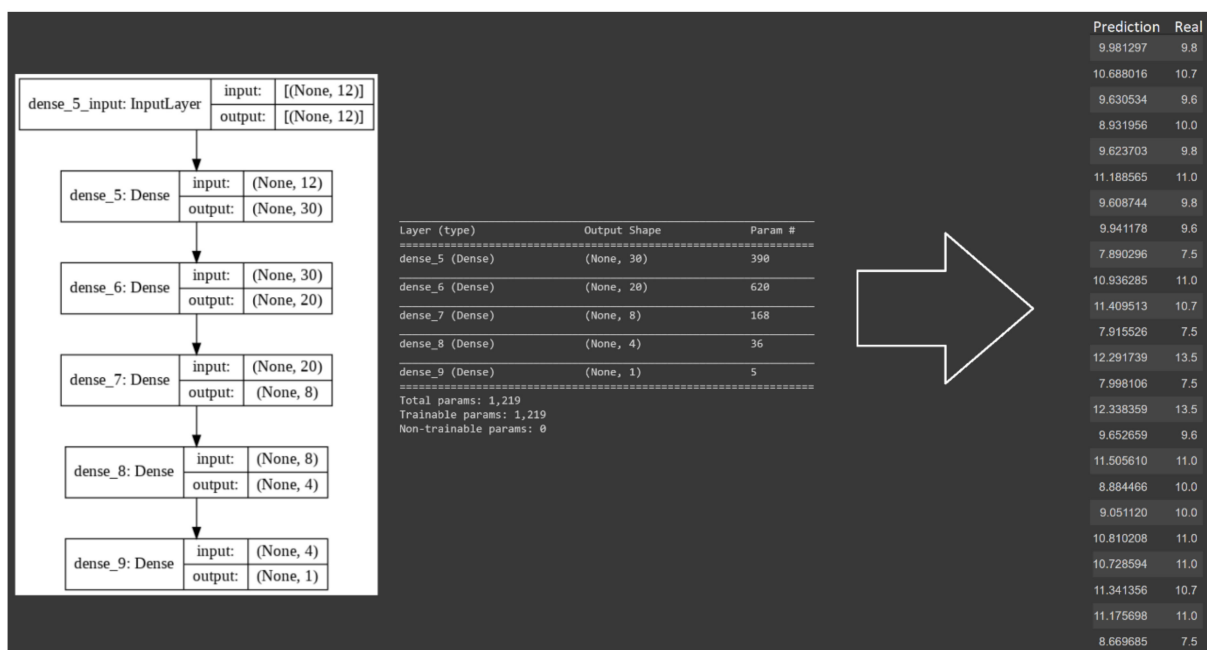 dense_5_input: InputLayer input: [(None, 12)]
output: [(None, 12)]
dense_5: Dense input: (None, 12)
output: (None, 30)
dense_6: Dense input: (None, 30)
output: (None, 20)
dense_7: Dense input: (None, 20)
output: (None, 8)
dense_8: Dense input: (None, 8)
output: (None, 4)
dense_9: Dense input: (None, 4)
output: (None, 1)
Layer (type) Output Shape Param #
dense_5 (Dense) (None, 30) 390
dense_6 (Dense) (None, 20) 620
dense_7 (Dense) (None, 8) 168
dense_8 (Dense) (None, 4) 36
dense_9 (Dense) (None, 1) 5
Total params: 1,219
Trainable params: 1,219
Non-trainable params: 0
Prediction Real
9.981297 9.8
10.688016 10.7
9.630534 9.6
8.931956 10.0
9.623703 9.8
11.188565 11.0
9.608744 9.8
9.941178 9.6
7.890296 7.5
10.936285 11.0
11.409513 10.7
7.915526 7.5
12.291739 13.5
7.998106 7.5
12.338359 13.5
9.652659 9.6
11.505610 11.0
8.884466 10.0
9.051120 10.0
10.810208 11.0
10.728594 11.0
11.341356 10.7
11.175698 11.0
8.669685 7.5